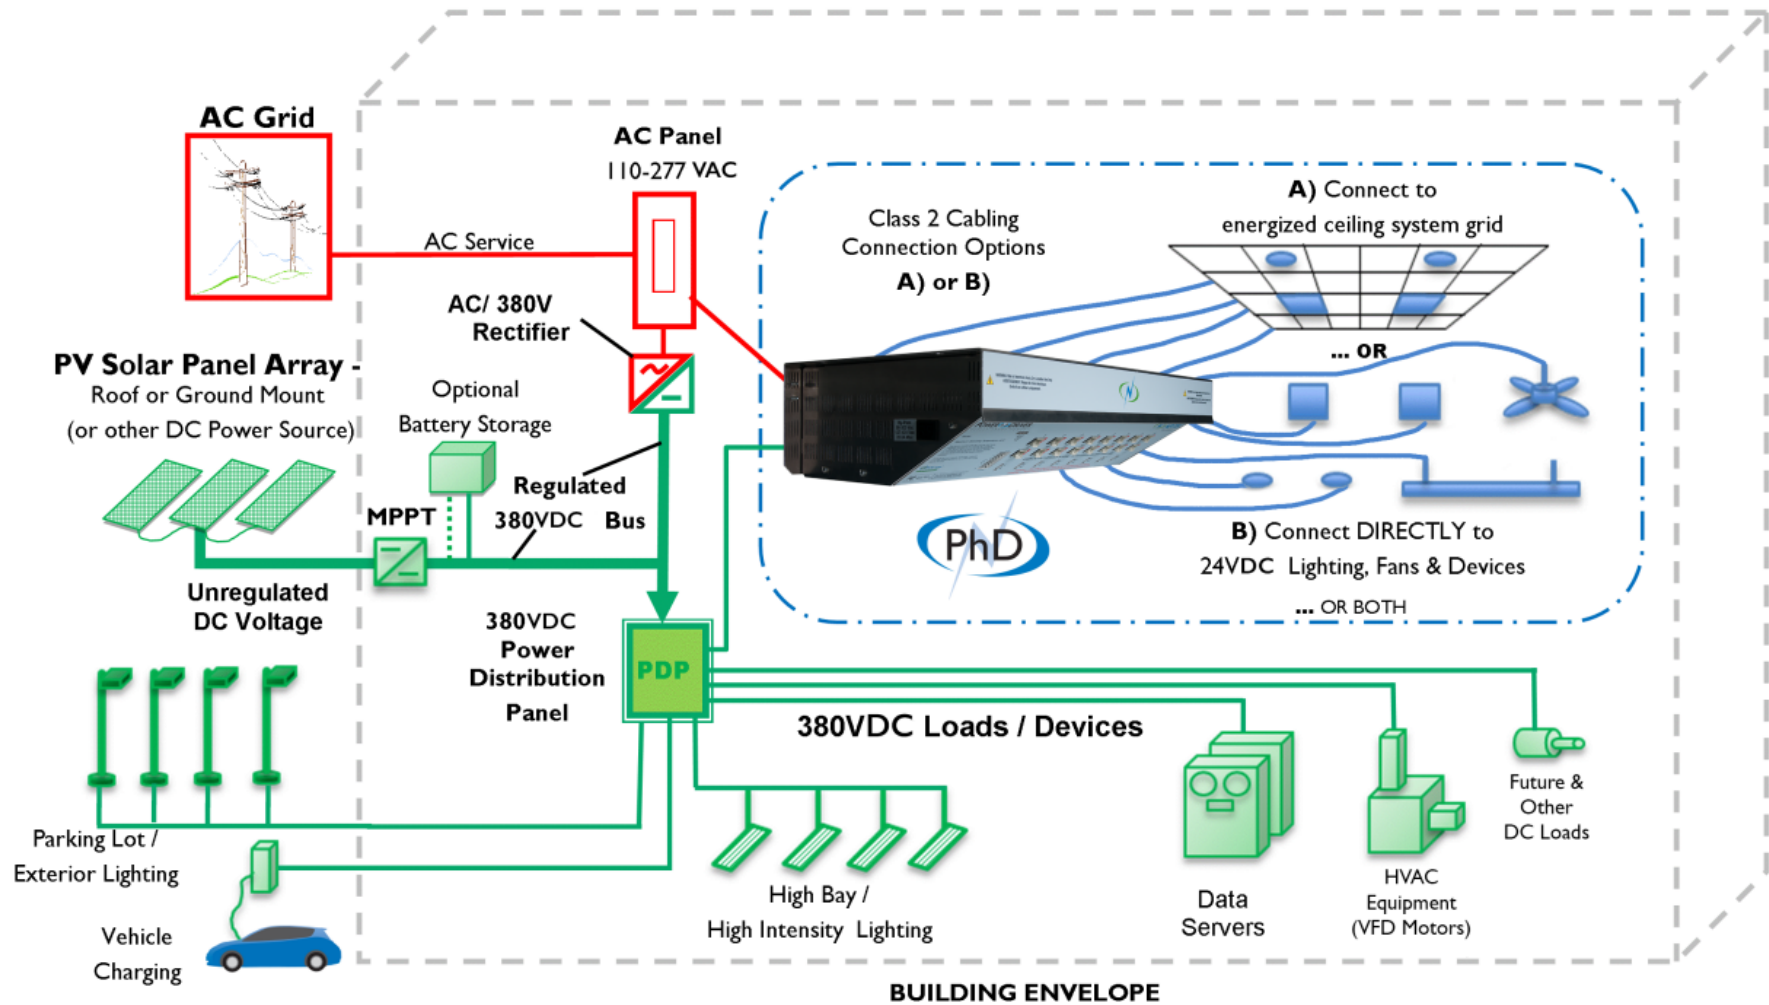 AC Grid
AC Panel
110-277 VAC
AC Service
AC/ 380V
Rectifier
Class 2 Cabling
Connection Options
A) or B)
A) Connect to
energized ceiling system grid
... OR
PV Solar Panel Array -
Roof or Ground Mount
(or other DC Power Source)
Optional
Battery Storage
MPPT
Regulated
380VDC Bus
Unregulated
DC Voltage
PhD
B) Connect DIRECTLY to
24VDC Lighting, Fans & Devices
... OR BOTH
380VDC
Power
Distribution
Panel
PDP
380VDC Loads / Devices
Parking Lot /
Exterior Lighting
Vehicle
Charging
High Bay /
High Intensity Lighting
Data
Servers
HVAC
Equipment
(VFD Motors)
Future &
Other
DC Loads
BUILDING ENVELOPE